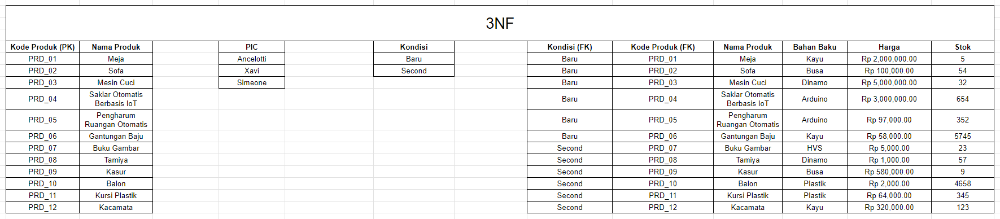 3NF
Kode Produk (PK) Nama Produk PIC Kondisi Kondisi (FK) Kode Produk (FK) Nama Produk Bahan Baku Harga Stok
PRD_01 Meja Ancelotti Baru Baru PRD_01 Meja Kayu Rp 2,000,000.00 5
PRD_02 Sofa Xavi Second Baru PRD_02 Sofa Busa Rp 100,000.00 54
PRD_03 Mesin Cuci Simeone Baru PRD_03 Mesin Cuci Dinamo Rp 5,000,000.00 32
PRD_04 Saklar Otomatis Berbasis IoT Baru PRD_04 Saklar Otomatis Berbasis IoT Arduino Rp 3,000,000.00 654
PRD_05 Pengharum Ruangan Otomatis Baru PRD_05 Pengharum Ruangan Otomatis Arduino Rp 97,000.00 352
PRD_06 Gantungan Baju Baru PRD_06 Gantungan Baju Kayu Rp 58,000.00 5745
PRD_07 Buku Gambar Second PRD_07 Buku Gambar HVS Rp 5,000.00 23
PRD_08 Tamiya Second PRD_08 Tamiya Dinamo Rp 1,000.00 57
PRD_09 Kasur Second PRD_09 Kasur Busa Rp 580,000.00 9
PRD_10 Balon Second PRD_10 Balon Plastik Rp 2,000.00 4658
PRD_11 Kursi Plastik Second PRD_11 Kursi Plastik Plastik Rp 64,000.00 345
PRD_12 Kacamata Second PRD_12 Kacamata Kayu Rp 320,000.00 123